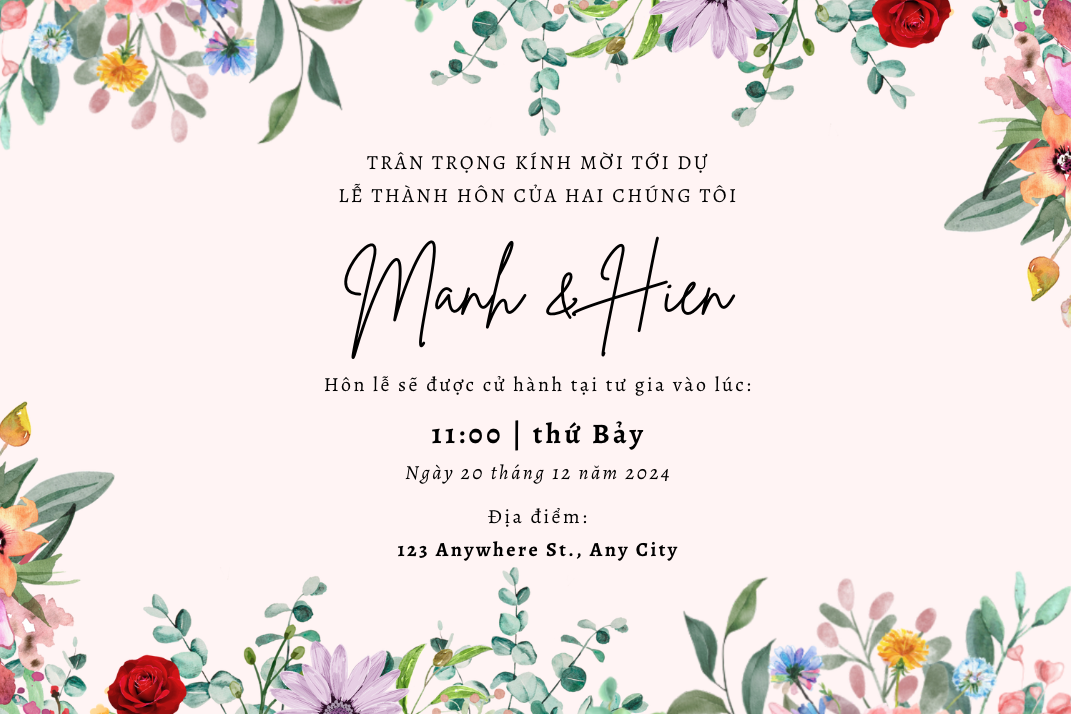 TRÂN TRỌNG KÍNH MỜI TỚI DỰ
LỄ THÀNH HÔN CỦA HAI CHÚNG TÔI
Manh & Hien
Hôn lễ sẽ được cử hành tại tư gia vào lúc:
11:00 | thứ Bảy
Ngày 20 tháng 12 năm 2024
Địa điểm:
123 Anywhere St., Any City